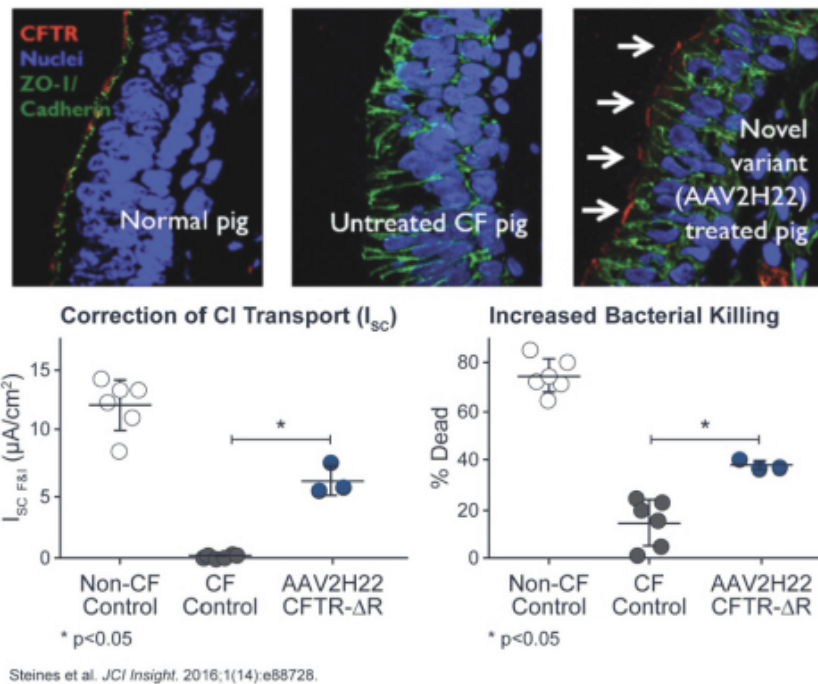 CFTR
Nuclei
ZO-1/
Cadherin
Normal pig
Untreated CF pig
Novel
variant
(AAV2H22)
treated pig
Correction of Cl Transport (I_SC)
15
10
5
0
I_SC F&I (μA/cm²)
Non-CF
Control
CF
Control
AAV2H22
CFTR-ΔR
*
* p<0.05
Increased Bacterial Killing
80
60
40
20
0
% Dead
Non-CF
Control
CF
Control
AAV2H22
CFTR-ΔR
*
* p<0.05
Steines et al. JCI Insight. 2016;1(14):e88728.